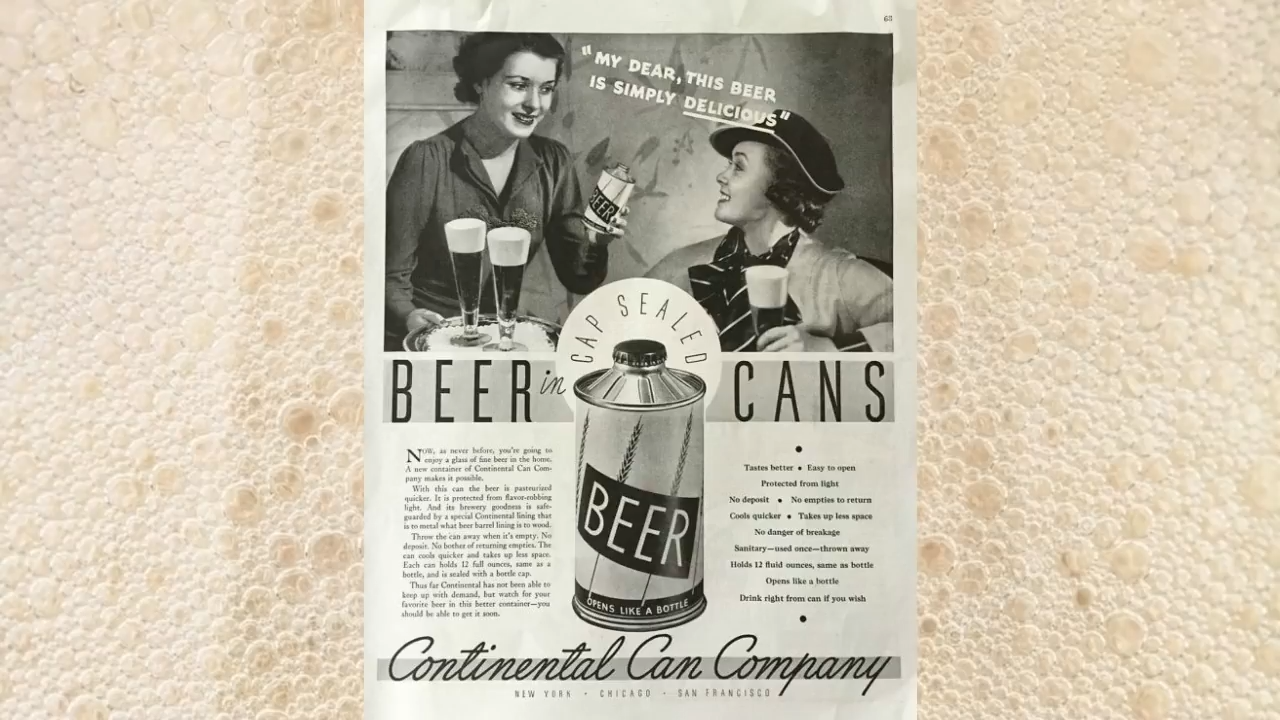 63
"MY DEAR, THIS BEER
IS SIMPLY DELICIOUS"
BEER
CAP SEALED
BEER in CANS
Now, as never before, you're going to
enjoy a glass of fine beer in the home.
A new container of Continental Can Com-
pany makes it possible.
With this can the beer is pasteurized
quicker. It is protected from flavor-robbing
light. And its brewery goodness is safe-
guarded by a special Continental lining that
is to metal what beer barrel lining is to wood.
Throw the can away when it's empty. No
deposit. No bother of returning empties. The
can cools quicker and takes up less space.
Each can holds 12 full ounces, same as a
bottle, and is sealed with a bottle cap.
Thus far Continental has not been able to
keep up with demand, but watch for your
favorite beer in this better container—you
should be able to get it soon.
BEER
OPENS LIKE A BOTTLE
Tastes better • Easy to open
Protected from light
No deposit • No empties to return
Cools quicker • Takes up less space
No danger of breakage
Sanitary—used once—thrown away
Holds 12 fluid ounces, same as bottle
Opens like a bottle
Drink right from can if you wish
Continental Can Company
NEW YORK · CHICAGO · SAN FRANCISCO